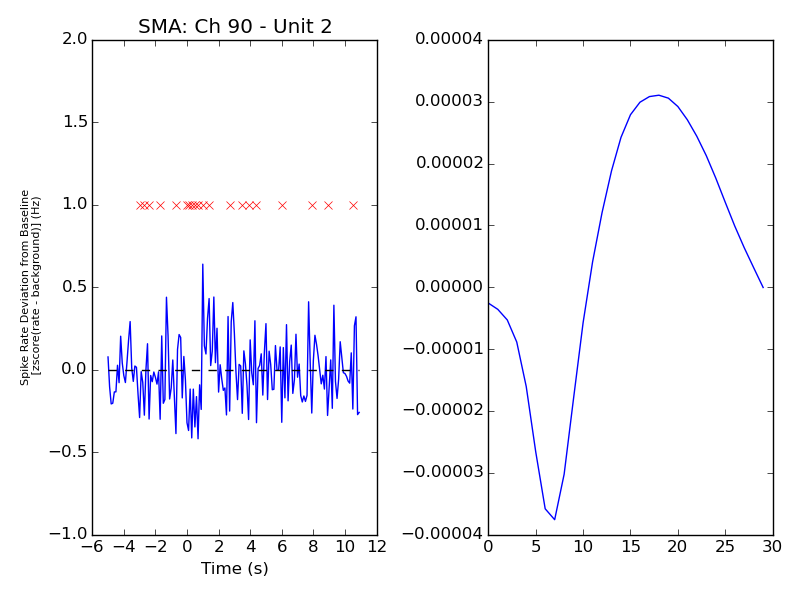 SMA: Ch 90 - Unit 2
2.0
1.5
1.0
0.5
0.0
−0.5
−1.0
Spike Rate Deviation from Baseline
[zscore(rate - background)] (Hz)
−6 −4 −2 0 2 4 6 8 10 12
Time (s)
0.00004
0.00003
0.00002
0.00001
0.00000
−0.00001
−0.00002
−0.00003
−0.00004
0 5 10 15 20 25 30